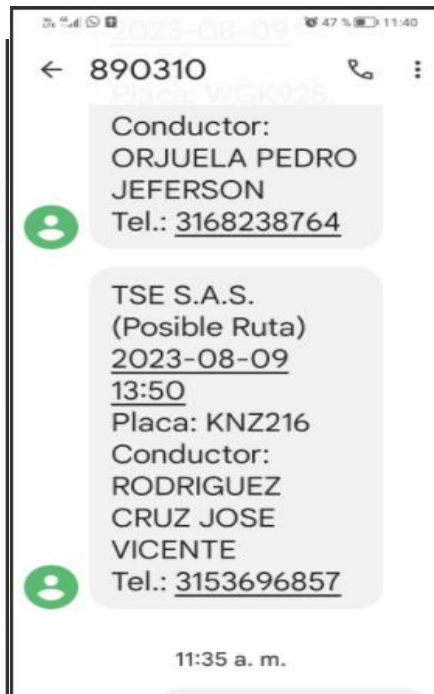 47 % 11:40
2023-08-09
890310
Placa: WGK925
Conductor:
ORJUELA PEDRO
JEFERSON
Tel.: 3168238764
TSE S.A.S.
(Posible Ruta)
2023-08-09
13:50
Placa: KNZ216
Conductor:
RODRIGUEZ
CRUZ JOSE
VICENTE
Tel.: 3153696857
11:35 a. m.